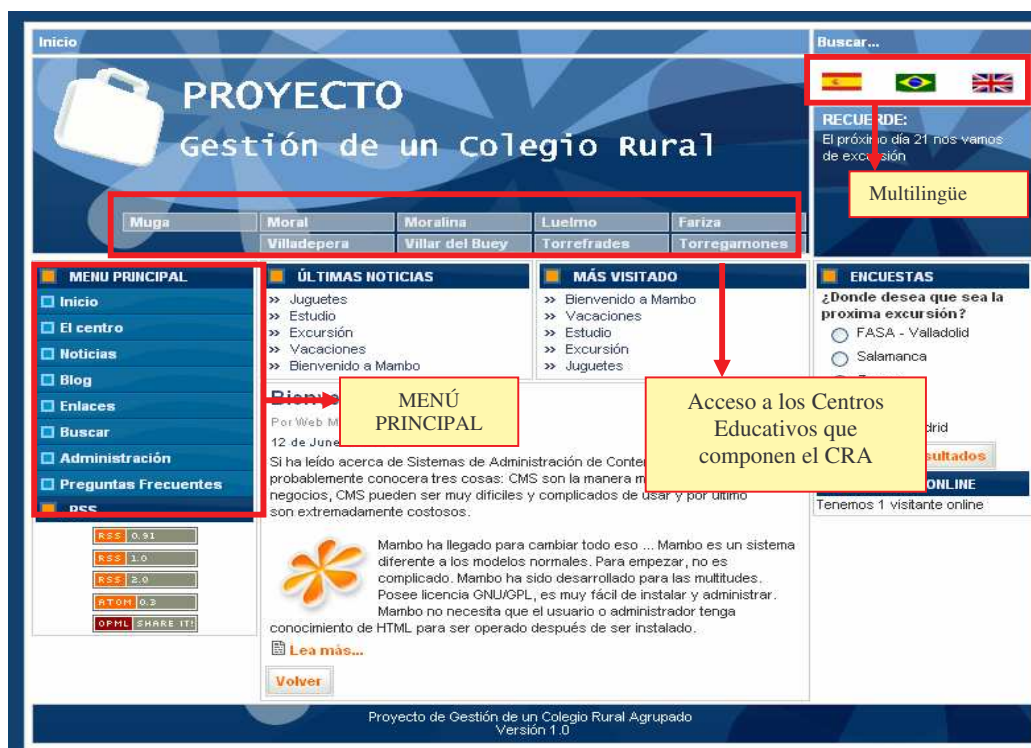 Inicio
Buscar...
PROYECTO
Gestión de un Colegio Rural
RECUERDE:
El próximo día 21 nos vamos
de excursión
Multilingüe
Muga Moral Moralina Luelmo Fariza
Villadepera Villar del Buey Torrefrades Torregamones
MENU PRINCIPAL
Inicio
El centro
Noticias
Blog
Enlaces
Buscar
Administración
Preguntas Frecuentes
RSS
RSS 0.91
RSS 1.0
RSS 2.0
ATOM 0.3
OPML SHARE IT!
ÚLTIMAS NOTICIAS
» Juguetes
» Estudio
» Excursión
» Vacaciones
» Bienvenido a Mambo
MÁS VISITADO
» Bienvenido a Mambo
» Vacaciones
» Estudio
» Excursión
» Juguetes
MENÚ
PRINCIPAL
Acceso a los Centros
Educativos que
componen el CRA
Por Web
12 de June
Si ha leído acerca de Sistemas de Administración de
probablemente conocera tres cosas: CMS son la manera
negocios, CMS pueden ser muy dificiles y complicados de usar y por último
son extremadamente costosos.
Mambo ha llegado para cambiar todo eso ... Mambo es un sistema
diferente a los modelos normales. Para empezar, no es
complicado. Mambo ha sido desarrollado para las multitudes.
Posee licencia GNU/GPL, es muy fácil de instalar y administrar.
Mambo no necesita que el usuario o administrador tenga
conocimiento de HTML para ser operado después de ser instalado.
Lea más...
Volver
ENCUESTAS
¿Donde desea que sea la
proxima excursión?
FASA - Valladolid
Salamanca
ONLINE
Tenemos 1 visitante online
Proyecto de Gestión de un Colegio Rural Agrupado
Versión 1.0